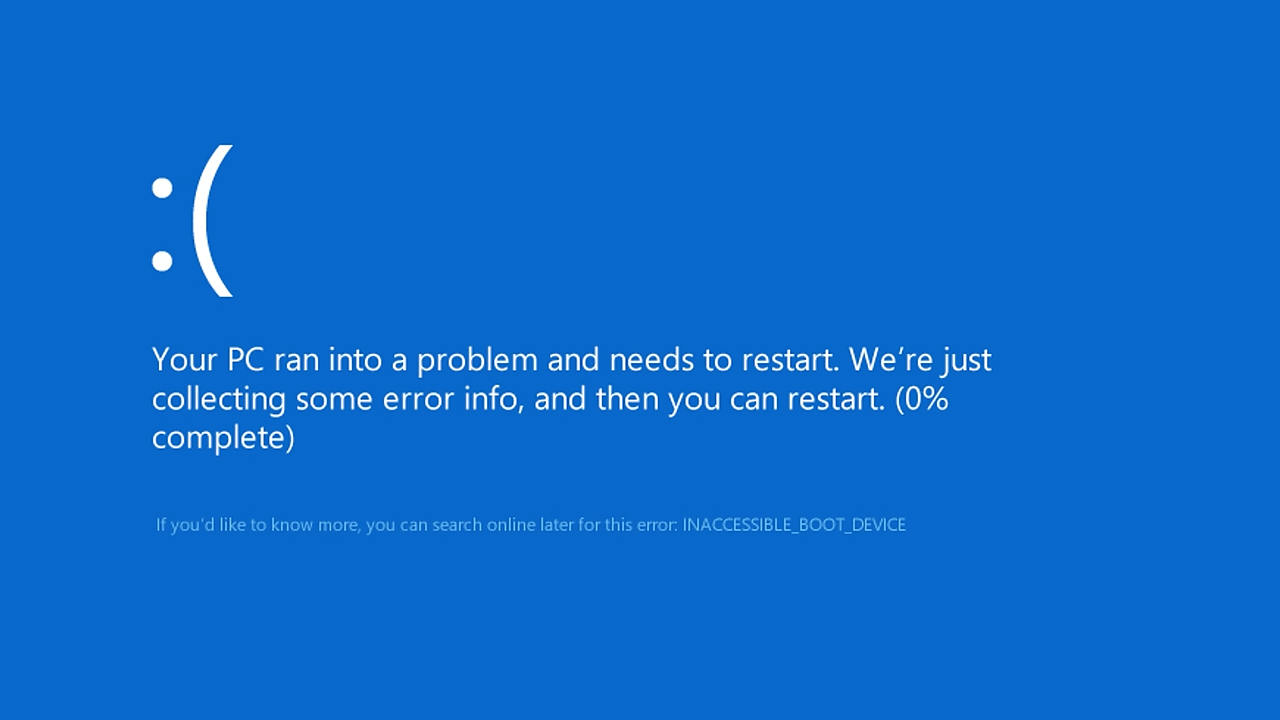 :(
Your PC ran into a problem and needs to restart. We’re just
collecting some error info, and then you can restart. (0%
complete)
If you'd like to know more, you can search online later for this error: INACCESSIBLE_BOOT_DEVICE